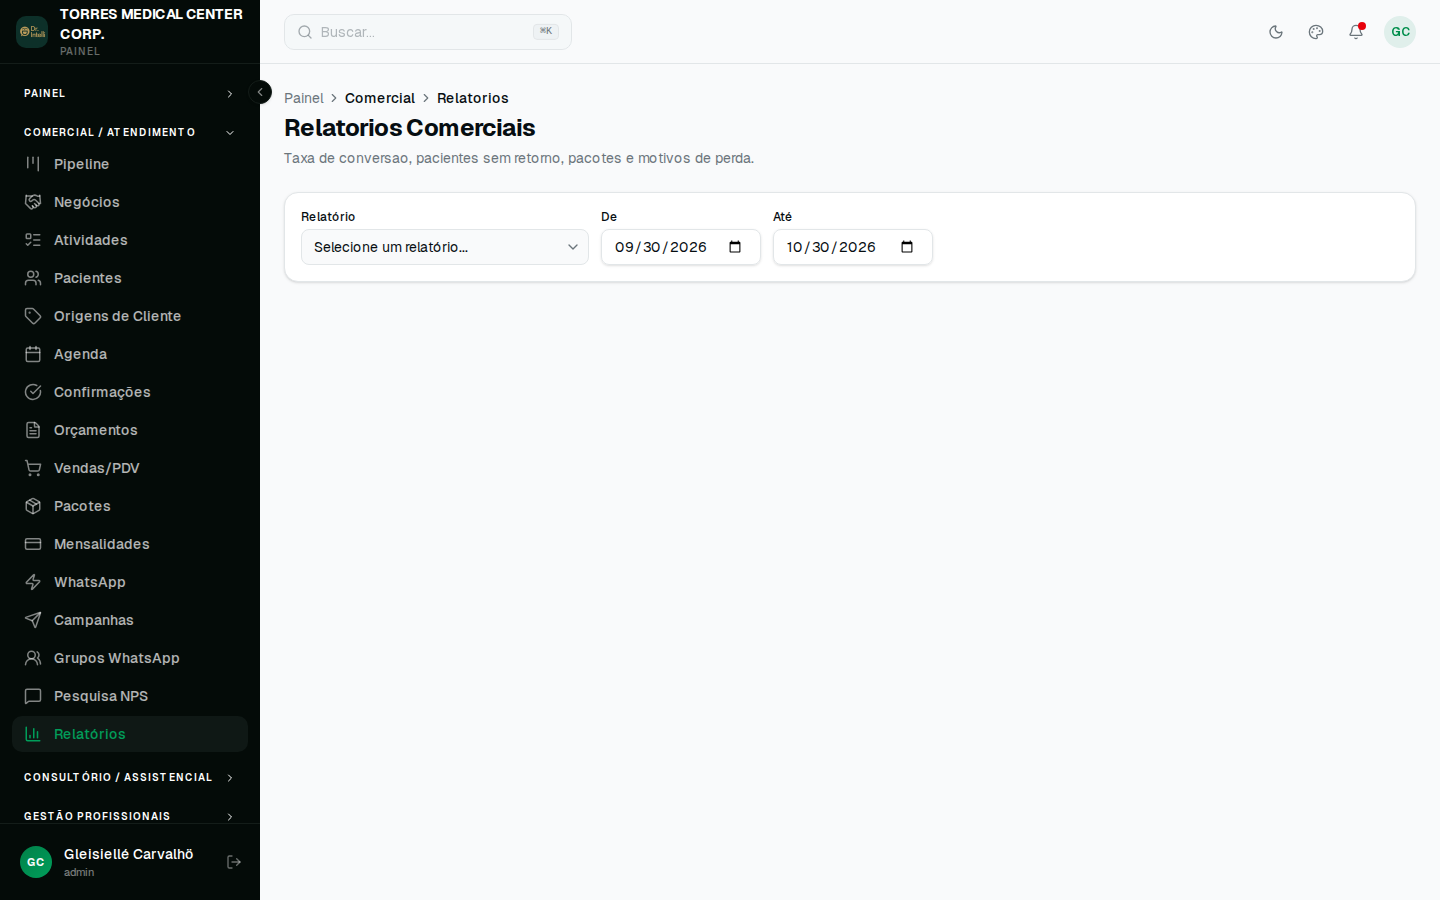 Dr.
Intelli
TORRES MEDICAL CENTER
CORP.
PAINEL
PAINEL
COMERCIAL / ATENDIMENTO
Pipeline
Negócios
Atividades
Pacientes
Origens de Cliente
Agenda
Confirmações
Orçamentos
Vendas/PDV
Pacotes
Mensalidades
WhatsApp
Campanhas
Grupos WhatsApp
Pesquisa NPS
Relatórios
CONSULTÓRIO / ASSISTENCIAL
GESTÃO PROFISSIONAIS
GC
Gleisiellé Carvalhö
admin
Buscar...
⌘K
GC
Painel > Comercial > Relatorios
Relatorios Comerciais
Taxa de conversao, pacientes sem retorno, pacotes e motivos de perda.
Relatório
De
Até
Selecione um relatório...
09/30/2026
10/30/2026